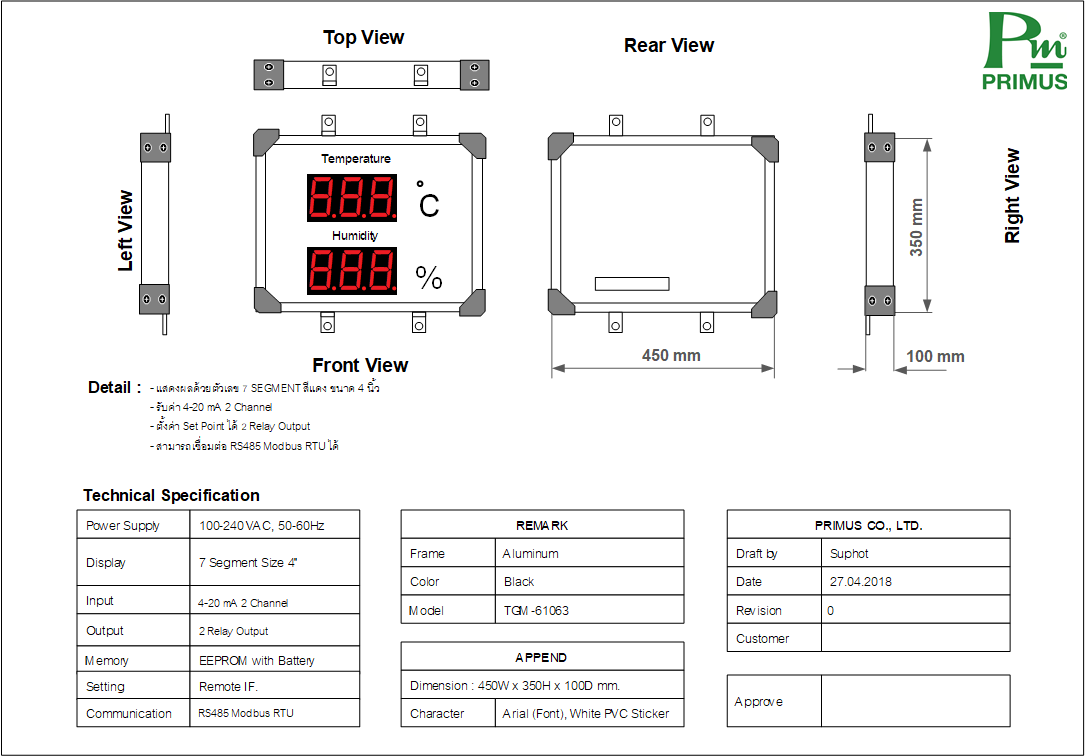 Top View
Rear View
Pm®
PRIMUS
Left View
Temperature
888
°C
Humidity
8.8.8.
%
Front View
350 mm
Right View
450 mm
100 mm
Detail :
- แสดงผลด้วยตัวเลข 7 SEGMENT สีแดง ขนาด 4 นิ้ว
- รับค่า 4-20 mA 2 Channel
- ตั้งค่า Set Point ได้ 2 Relay Output
- สามารถเชื่อมต่อ RS485 Modbus RTU ได้
Technical Specification
Power Supply 100-240 VAC, 50-60Hz
Display 7 Segment Size 4"
Input 4-20 mA 2 Channel
Output 2 Relay Output
Memory EEPROM with Battery
Setting Remote IF.
Communication RS485 Modbus RTU
REMARK
Frame Aluminum
Color Black
Model TGM-61063
APPEND
Dimension : 450W x 350H x 100D mm.
Character Arial (Font), White PVC Sticker
PRIMUS CO., LTD.
Draft by Suphot
Date 27.04.2018
Revision 0
Customer
Approve